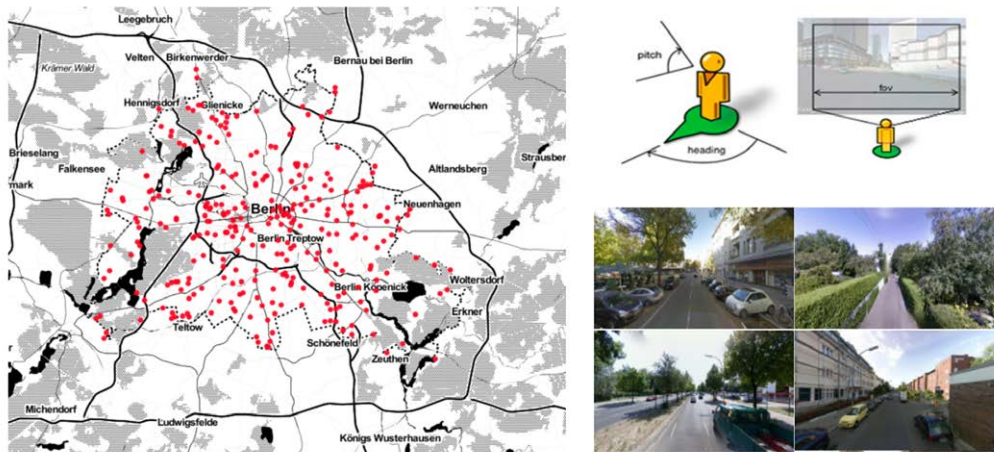 Leegebruch
Velten
Birkenwerder
Bernau bei Berlin
Krämer Wald
Hennigsdorf
Glienicke
Werneuchen
Brieselang
Falkensee
mark
Altlandsberg
Strausber
Neuenhagen
Berlin
Berlin Treptow
Berlin Köpenick
Woltersdorf
Erkner
Teltow
Schönefeld
Zeuthen
Michendorf
Ludwigsfelde
Königs Wusterhausen
pitch
heading
fov